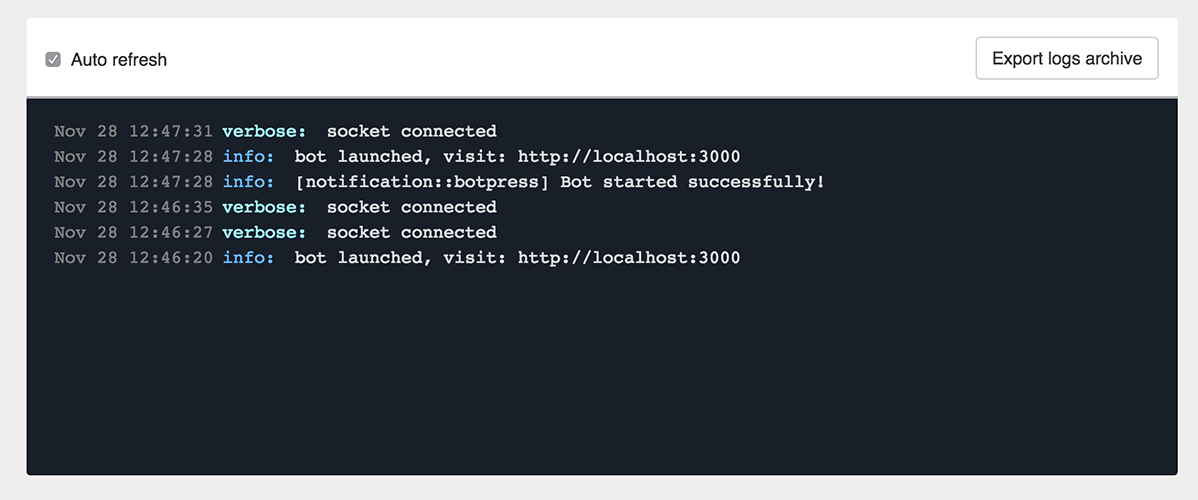 Auto refresh
Export logs archive
Nov 28 12:47:31 verbose: socket connected
Nov 28 12:47:28 info: bot launched, visit: http://localhost:3000
Nov 28 12:47:28 info: [notification::botpress] Bot started successfully!
Nov 28 12:46:35 verbose: socket connected
Nov 28 12:46:27 verbose: socket connected
Nov 28 12:46:20 info: bot launched, visit: http://localhost:3000